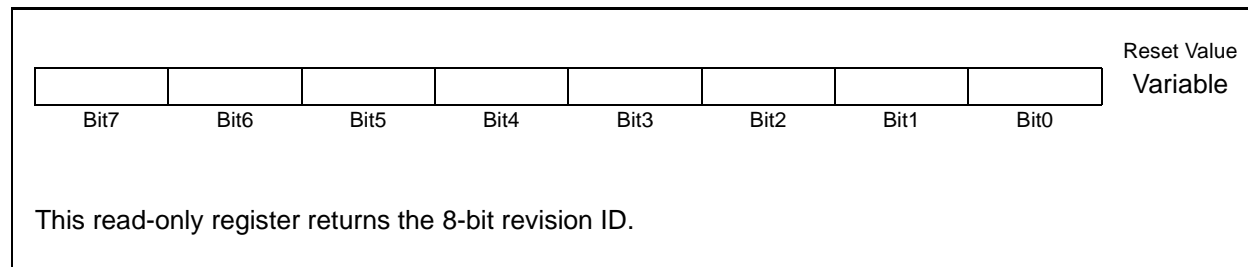 Reset Value
Variable
Bit7 Bit6 Bit5 Bit4 Bit3 Bit2 Bit1 Bit0
This read-only register returns the 8-bit revision ID.